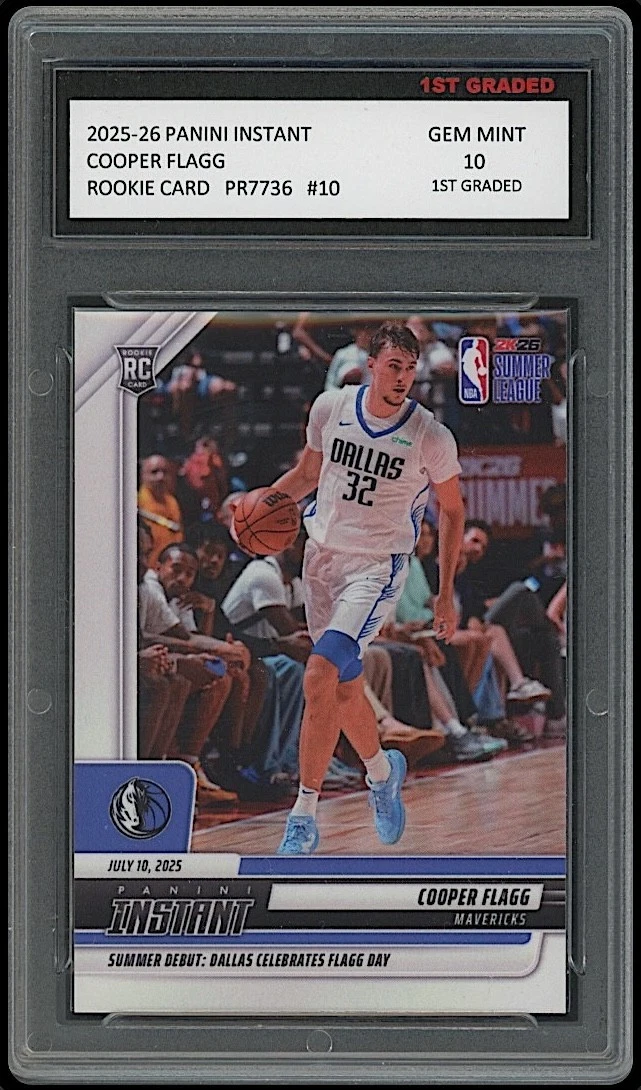 1ST GRADED
2025-26 PANINI INSTANT
COOPER FLAGG
ROOKIE CARD PR7736 #10
GEM MINT
10
1ST GRADED
ROOKIE
RC
CARD
NBA
2K26
SUMMER
LEAGUE
chime
DALLAS
32
SUMME
JULY 10, 2025
PANINI
INSTANT
COOPER FLAGG
MAVERICKS
SUMMER DEBUT: DALLAS CELEBRATES FLAGG DAY